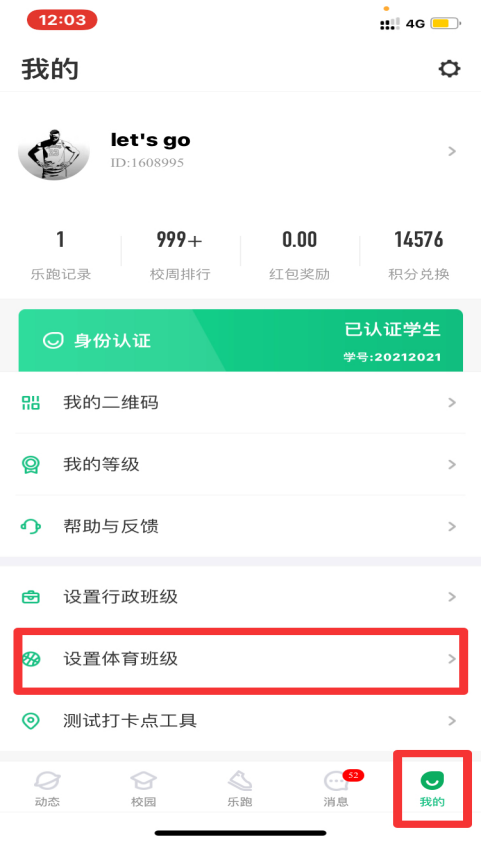 12:03
4G
我的
let's go
ID:1608995
1
999+
0.00
14576
乐跑记录
校周排行
红包奖励
积分兑换
身份认证
已认证学生
学号:20212021
我的二维码
我的等级
帮助与反馈
设置行政班级
设置体育班级
测试打卡点工具
52
动态
校园
乐跑
消息
我的